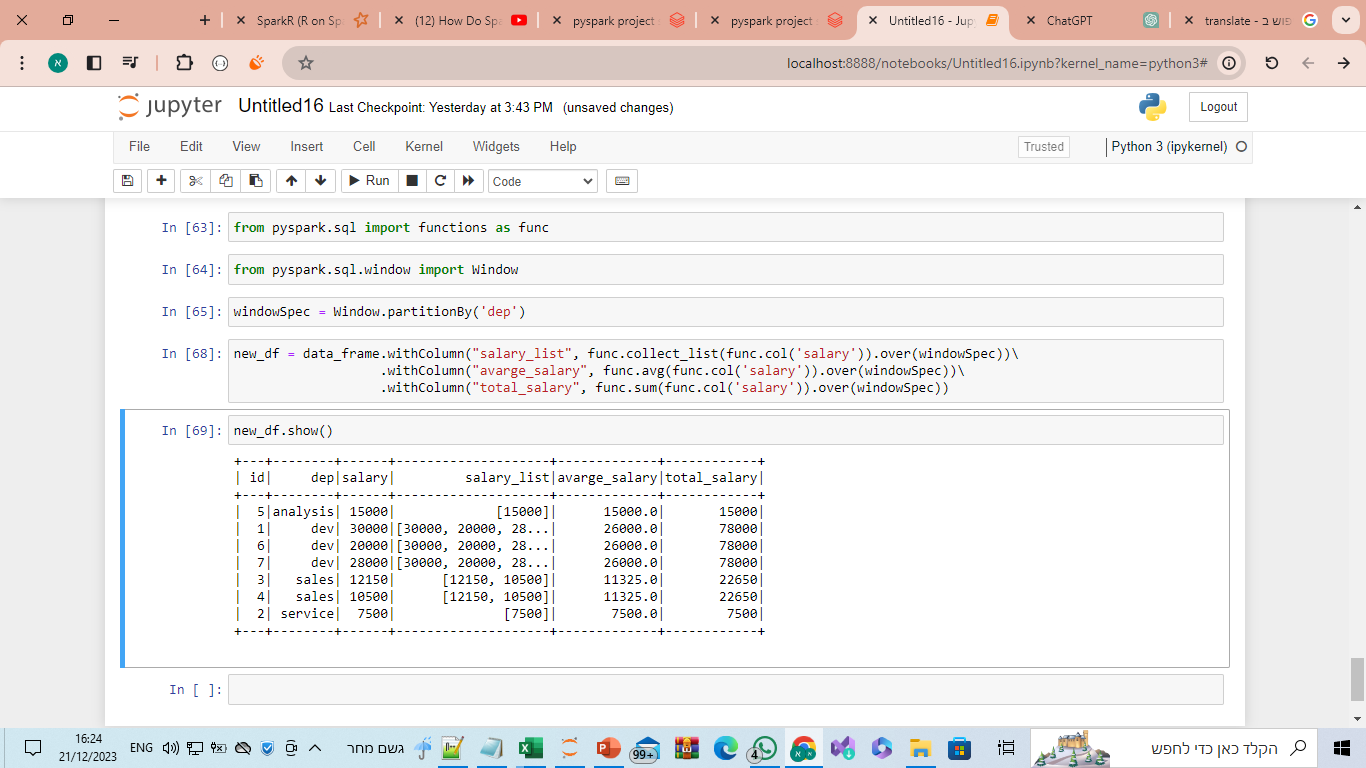 SparkR (R on Sp
(12) How Do Spa
pyspark project
pyspark project
Untitled16 - Jup
ChatGPT
translate - פוש ב
א
localhost:8888/notebooks/Untitled16.ipynb?kernel_name=python3#
jupyter Untitled16 Last Checkpoint: Yesterday at 3:43 PM (unsaved changes)
Logout
File Edit View Insert Cell Kernel Widgets Help
Trusted
Python 3 (ipykernel)
Run
Code
In [63]: from pyspark.sql import functions as func
In [64]: from pyspark.sql.window import Window
In [65]: windowSpec = Window.partitionBy('dep')
In [68]: new_df = data_frame.withColumn("salary_list", func.collect_list(func.col('salary')).over(windowSpec))\
.withColumn("avarge_salary", func.avg(func.col('salary')).over(windowSpec))\
.withColumn("total_salary", func.sum(func.col('salary')).over(windowSpec))
In [69]: new_df.show()
+---+--------+------+--------------------+-------------+------------+
| id|     dep|salary|         salary_list|avarge_salary|total_salary|
+---+--------+------+--------------------+-------------+------------+
|  5|analysis| 15000|             [15000]|      15000.0|       15000|
|  1|     dev| 30000|[30000, 20000, 28...|      26000.0|       78000|
|  6|     dev| 20000|[30000, 20000, 28...|      26000.0|       78000|
|  7|     dev| 28000|[30000, 20000, 28...|      26000.0|       78000|
|  3|   sales| 12150|      [12150, 10500]|      11325.0|       22650|
|  4|   sales| 10500|      [12150, 10500]|      11325.0|       22650|
|  2| service|  7500|              [7500]|       7500.0|        7500|
+---+--------+------+--------------------+-------------+------------+
In [ ]:
16:24
21/12/2023
ENG
גשם מחר
99+
4
הקלד כאן כדי לחפש